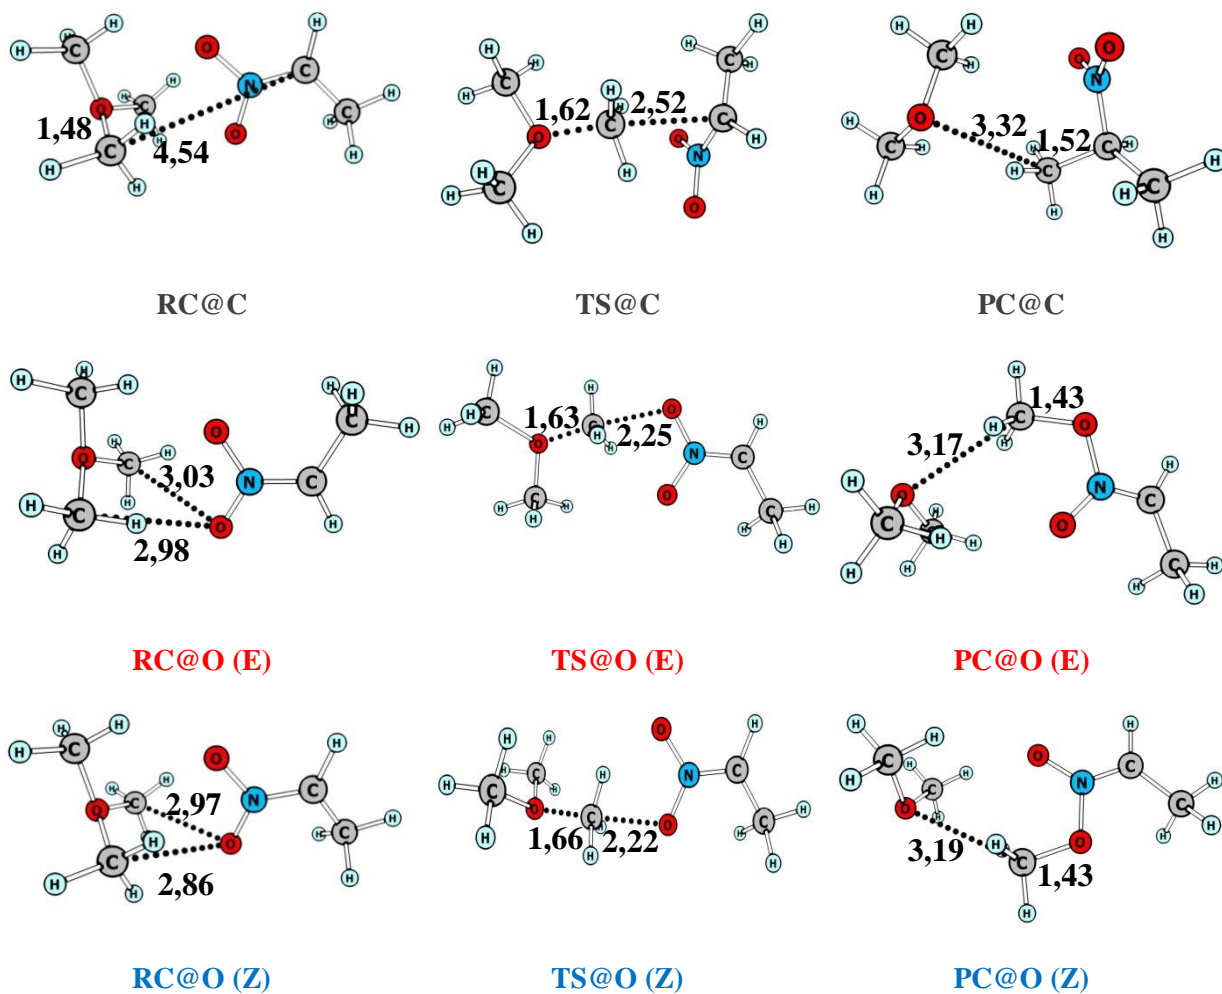 1,48
4,54
1,62
2,52
3,32
1,52
RC@C
TS@C
PC@C
3,03
2,98
1,63
2,25
1,43
3,17
RC@O (E)
TS@O (E)
PC@O (E)
2,97
2,86
1,66
2,22
3,19
1,43
RC@O (Z)
TS@O (Z)
PC@O (Z)